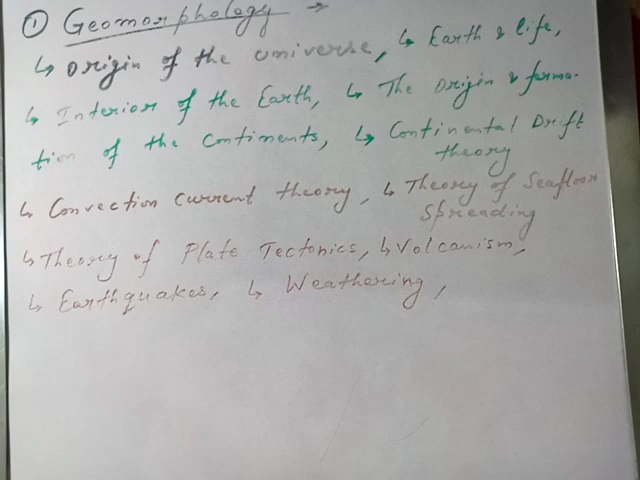 ① Geomorphology →
↳ Origin of the universe, ↳ Earth & life,
↳ Interior of the Earth, ↳ The Origin & forma-
tion of the Continents, ↳ Continental Drift
theory
↳ Convection current theory, ↳ Theory of Seafloor
Spreading
↳ Theory of Plate Tectonics, ↳ Volcanism,
↳ Earthquakes, ↳ Weathering,